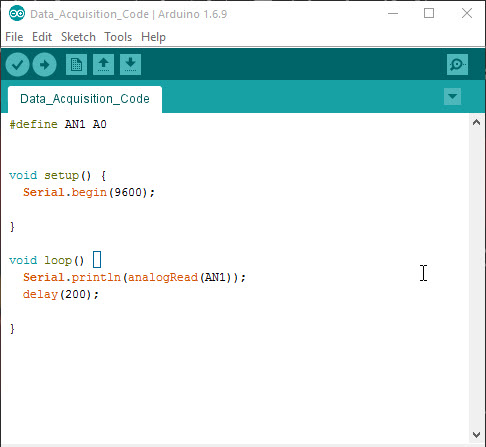 Data_Acquisition_Code | Arduino 1.6.9
File Edit Sketch Tools Help
Data_Acquisition_Code
#define AN1 A0
void setup() {
Serial.begin(9600);
}
void loop() {
Serial.println(analogRead(AN1));
delay(200);
}